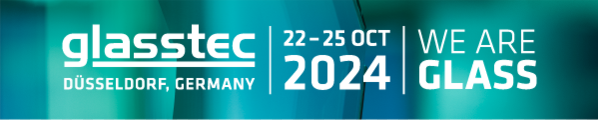 glasstec
DÜSSELDORF, GERMANY
22–25 OCT
2024
WE ARE
GLASS